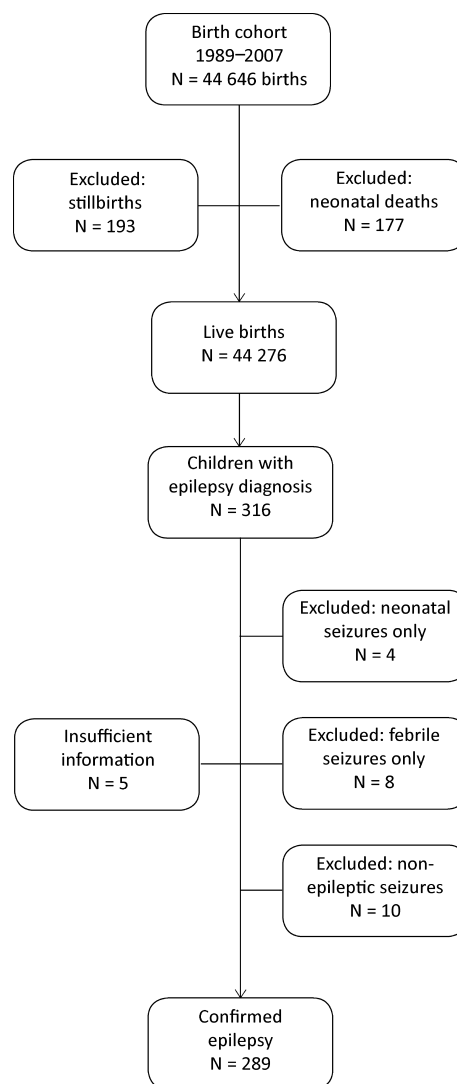 Birth cohort
1989–2007
N = 44 646 births
Excluded:
stillbirths
N = 193
Excluded:
neonatal deaths
N = 177
Live births
N = 44 276
Children with
epilepsy diagnosis
N = 316
Excluded: neonatal
seizures only
N = 4
Insufficient
information
N = 5
Excluded: febrile
seizures only
N = 8
Excluded: non-
epileptic seizures
N = 10
Confirmed
epilepsy
N = 289